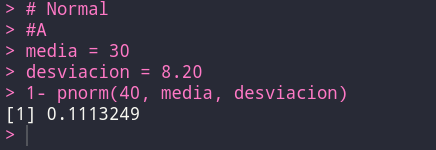 > # Normal
> #A
> media = 30
> desviacion = 8.20
> 1- pnorm(40, media, desviacion)
[1] 0.1113249
>